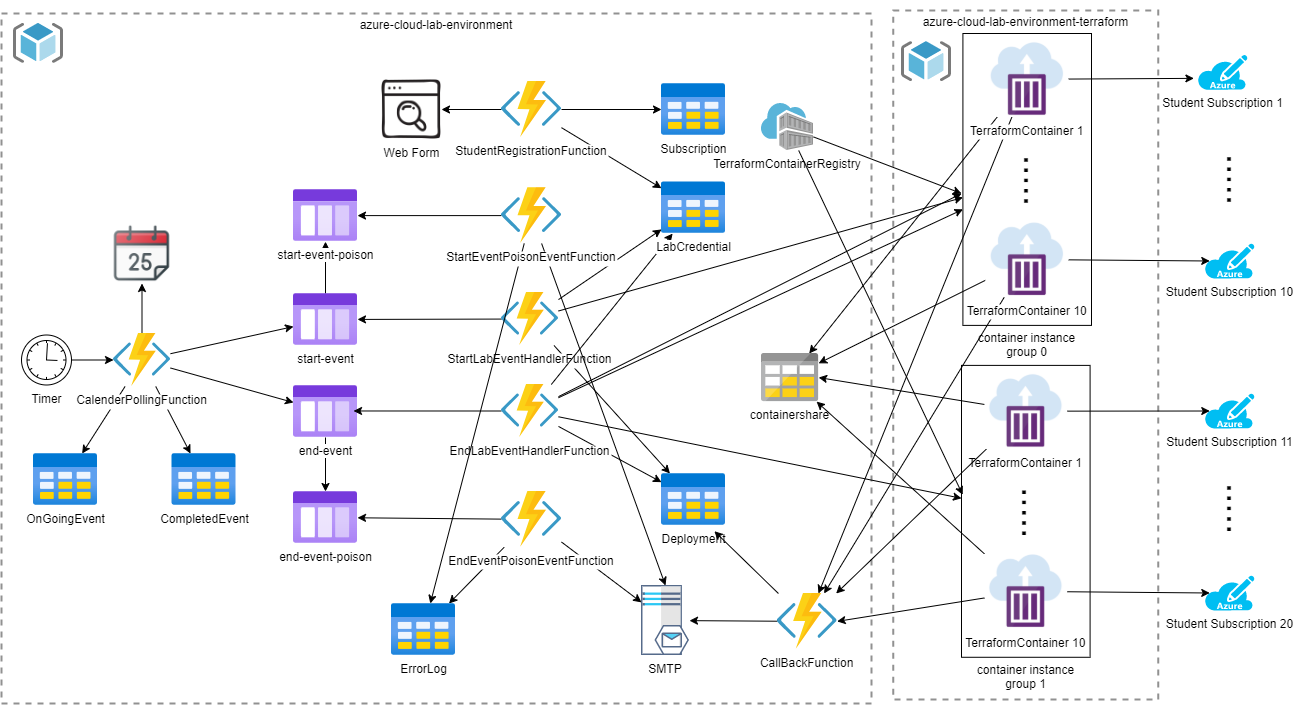 azure-cloud-lab-environment
azure-cloud-lab-environment-terraform
Web Form
StudentRegistrationFunction
Subscription
TerraformContainerRegistry
TerraformContainer 1
Azure
Student Subscription 1
25
start-event-poison
StartEventPoisonEventFunction
LabCredential
TerraformContainer 10
Azure
Student Subscription 10
start-event
StartLabEventHandlerFunction
container instance
group 0
Timer
CalenderPollingFunction
containershare
end-event
EndLabEventHandlerFunction
TerraformContainer 1
Azure
Student Subscription 11
OnGoingEvent
CompletedEvent
Deployment
end-event-poison
EndEventPoisonEventFunction
ErrorLog
SMTP
CallBackFunction
TerraformContainer 10
Azure
Student Subscription 20
container instance
group 1